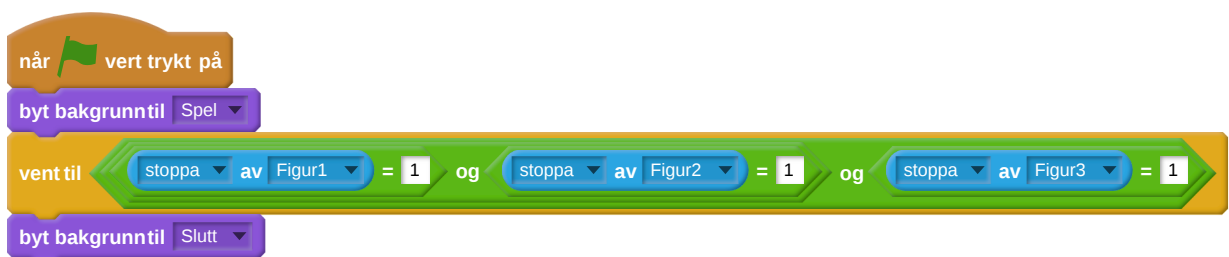 når vert trykt på
byt bakgrunn til Spel
vent til stoppa av Figur1 = 1 og stoppa av Figur2 = 1 og stoppa av Figur3 = 1
byt bakgrunn til Slutt